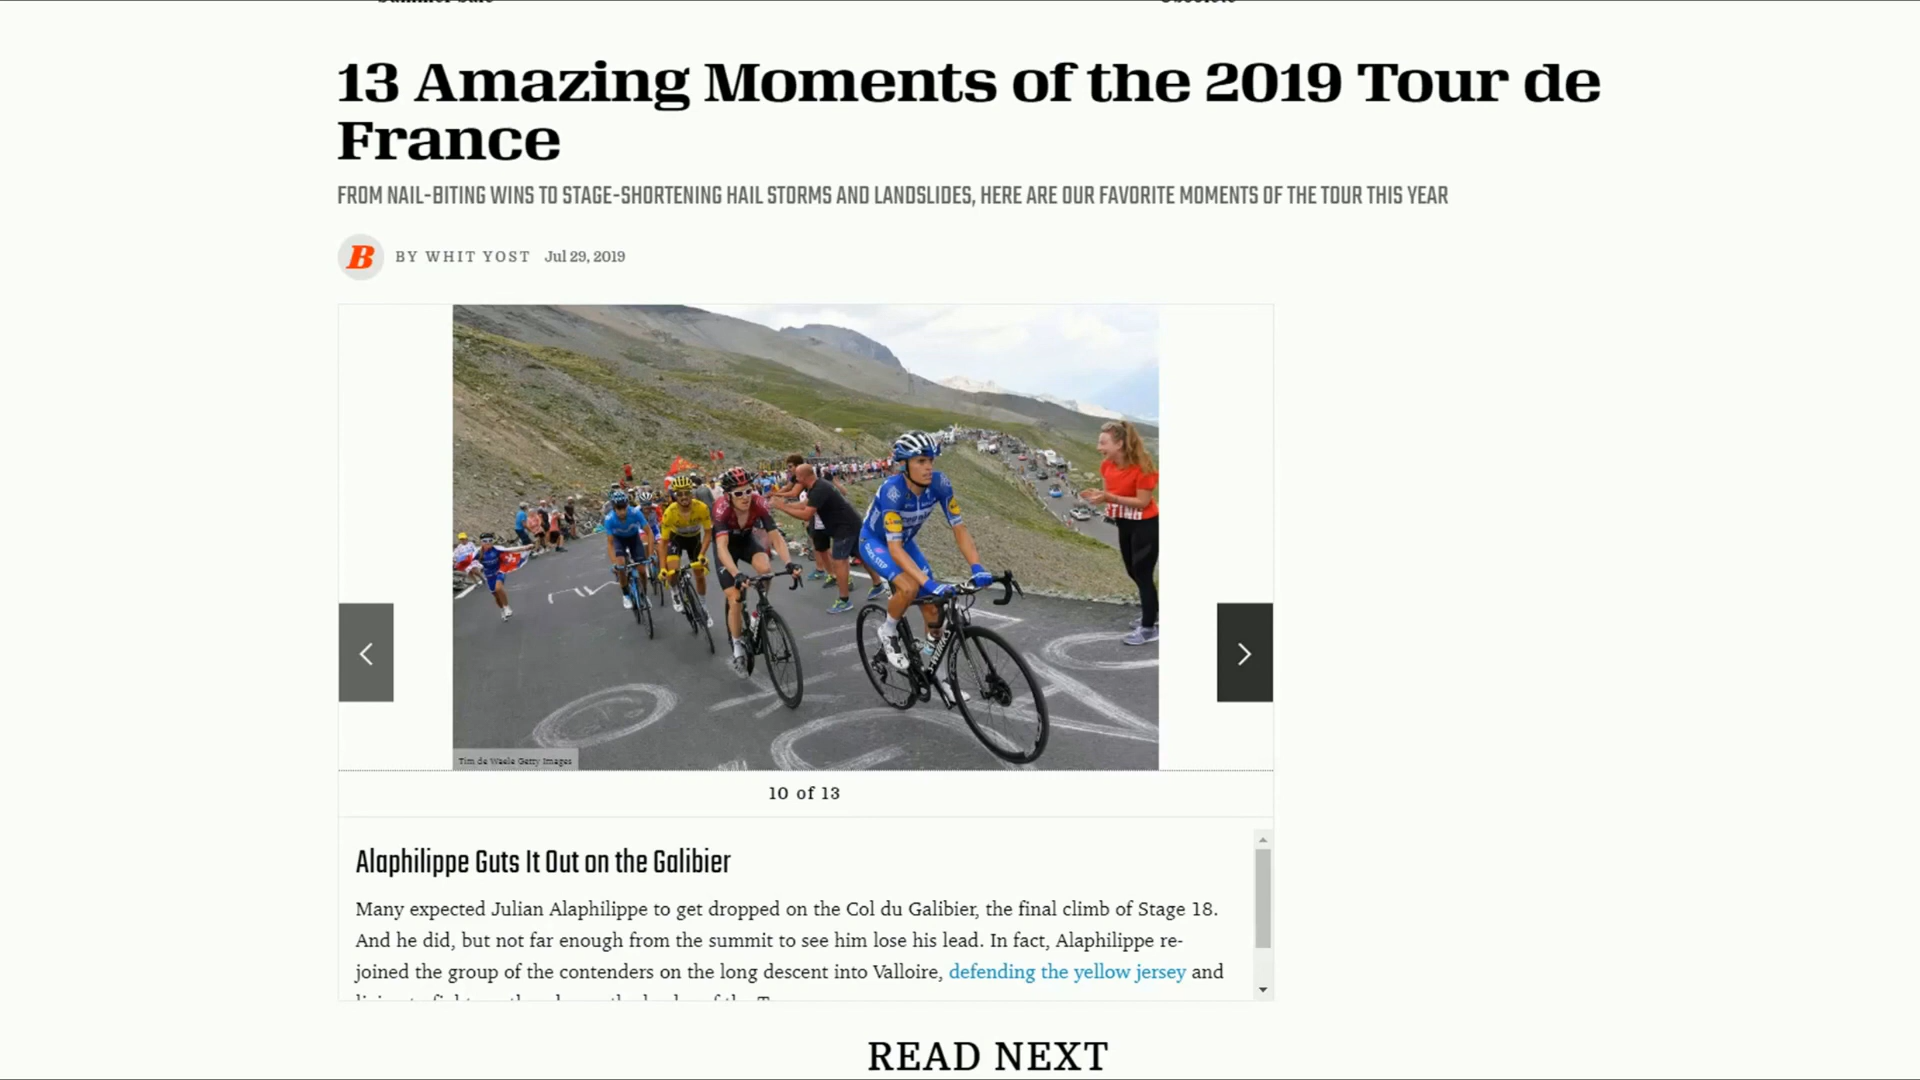 13 Amazing Moments of the 2019 Tour de
France
FROM NAIL-BITING WINS TO STAGE-SHORTENING HAIL STORMS AND LANDSLIDES, HERE ARE OUR FAVORITE MOMENTS OF THE TOUR THIS YEAR
B BY WHIT YOST Jul 29, 2019
Tim de Waele Getty Images
10 of 13
Alaphilippe Guts It Out on the Galibier
Many expected Julian Alaphilippe to get dropped on the Col du Galibier, the final climb of Stage 18.
And he did, but not far enough from the summit to see him lose his lead. In fact, Alaphilippe re-
joined the group of the contenders on the long descent into Valloire, defending the yellow jersey and
READ NEXT